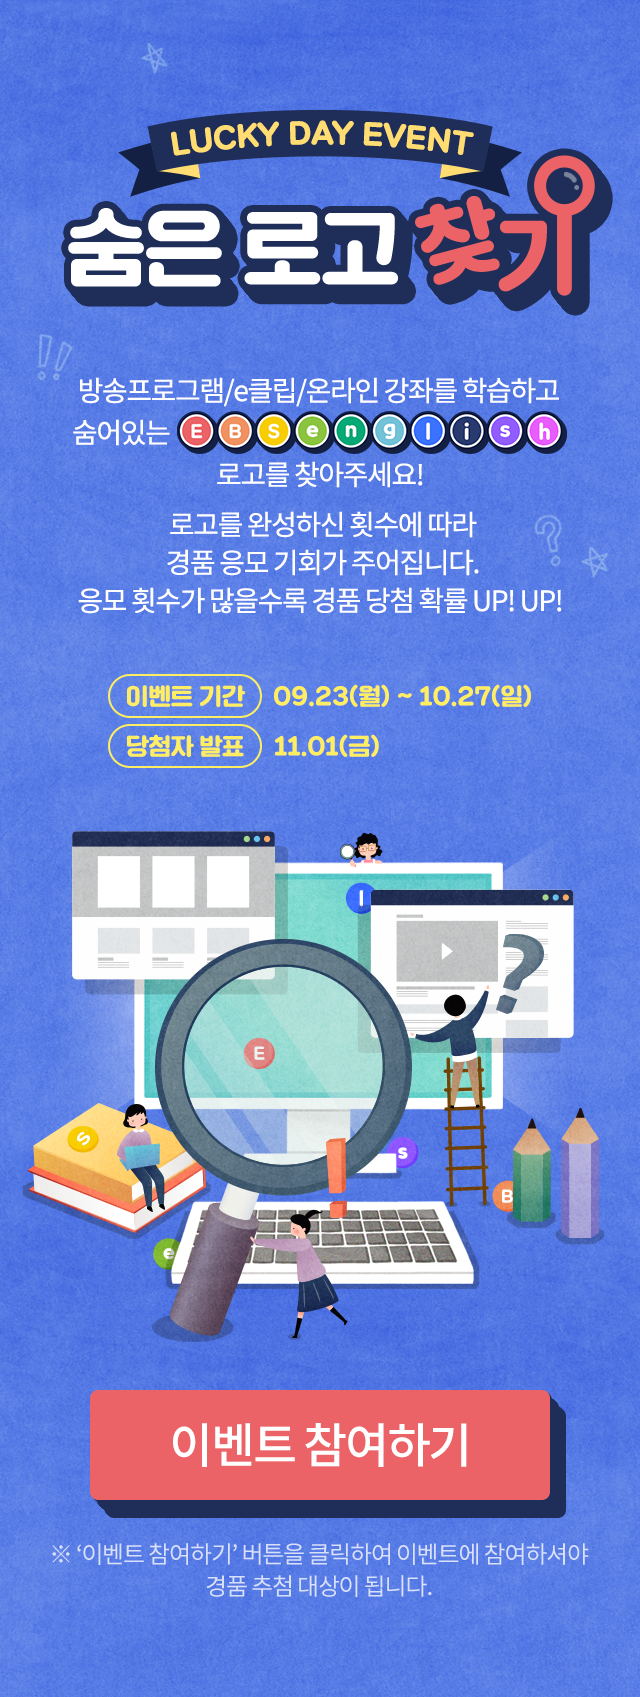 LUCKY DAY EVENT
숨은 로고 찾기
방송프로그램/e클립/온라인 강좌를 학습하고
숨어있는 E B S e n g l i s h
로고를 찾아주세요!
로고를 완성하신 횟수에 따라
경품 응모 기회가 주어집니다.
응모 횟수가 많을수록 경품 당첨 확률 UP! UP!
이벤트 기간 09.23(월) ~ 10.27(일)
당첨자 발표 11.01(금)
l
?
E
S
s
!
B
e
이벤트 참여하기
※ ‘이벤트 참여하기’ 버튼을 클릭하여 이벤트에 참여하셔야
경품 추첨 대상이 됩니다.